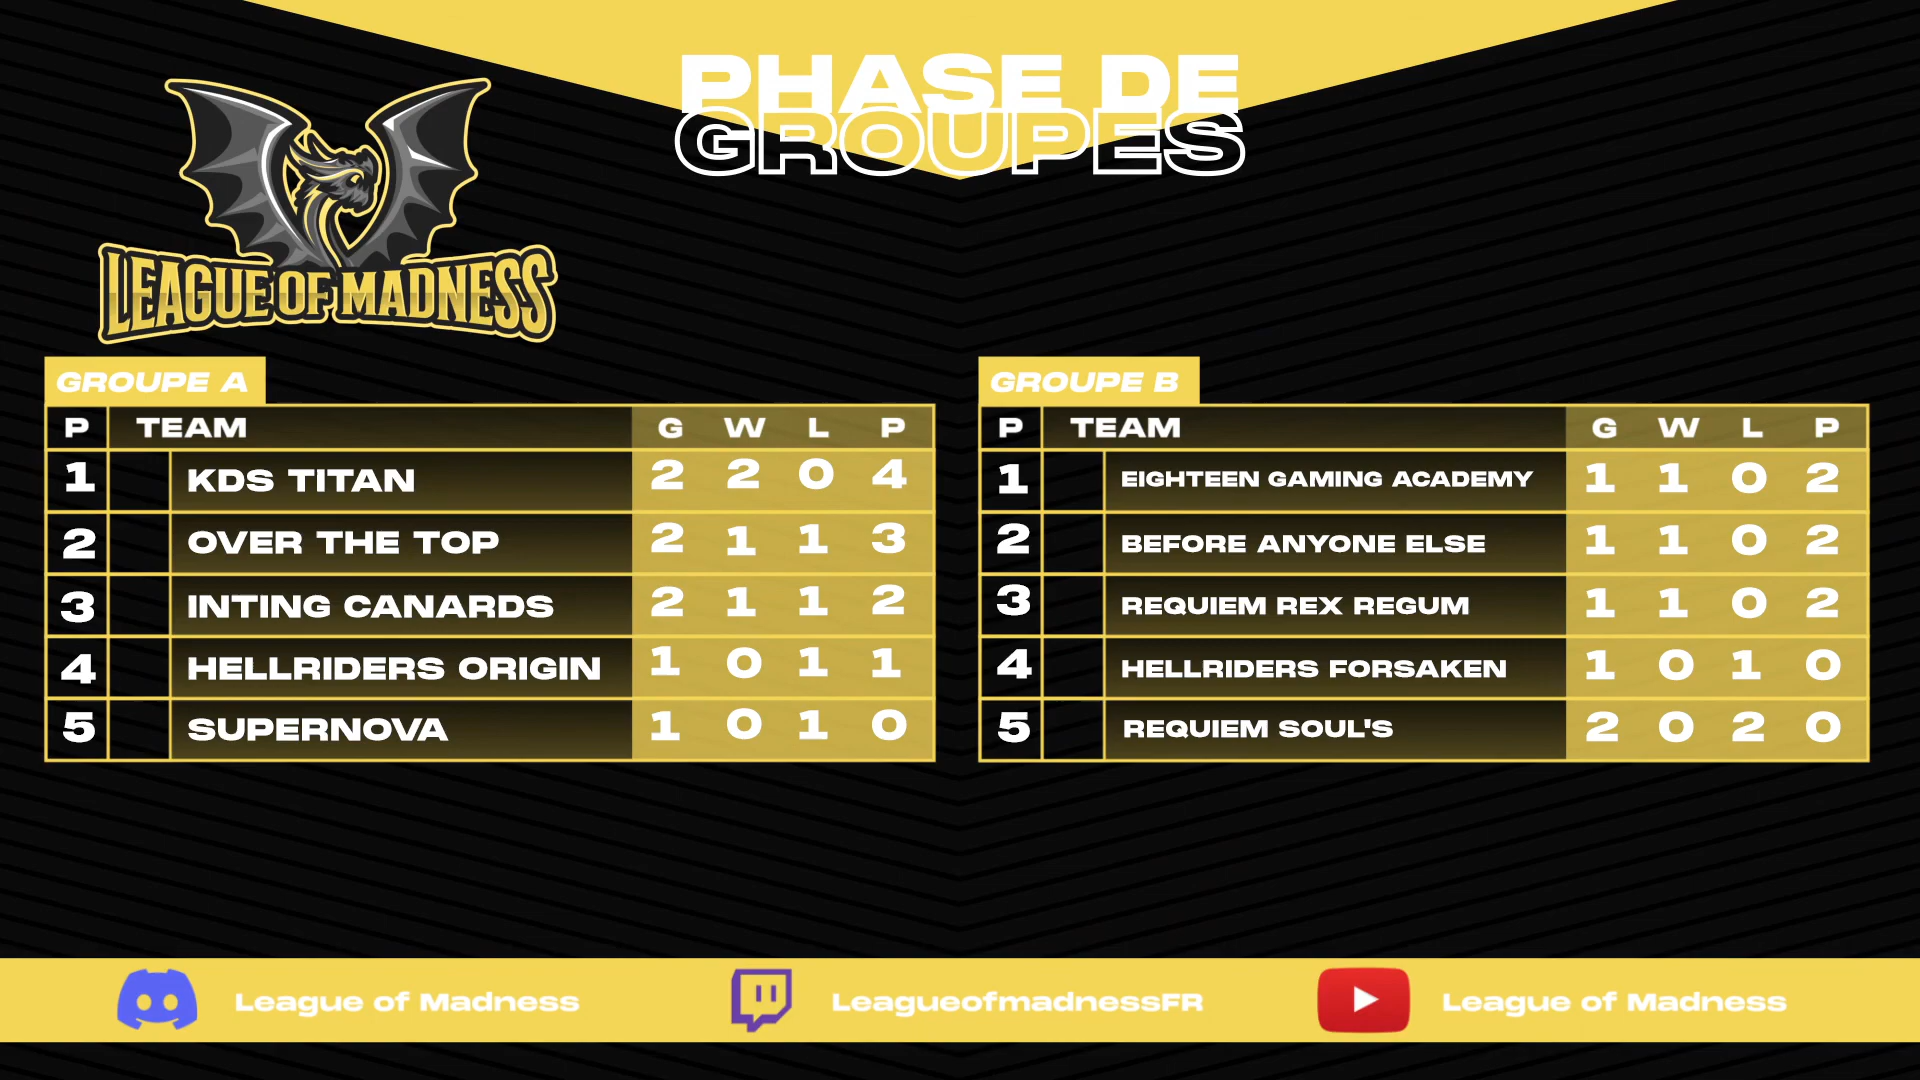 PHASE DE
GROUPES
LEAGUE OF MADNESS
GROUPE A
P TEAM G W L P
1 KDS TITAN 2 2 0 4
2 OVER THE TOP 2 1 1 3
3 INTING CANARDS 2 1 1 2
4 HELLRIDERS ORIGIN 1 0 1 1
5 SUPERNOVA 1 0 1 0
GROUPE B
P TEAM G W L P
1 EIGHTEEN GAMING ACADEMY 1 1 0 2
2 BEFORE ANYONE ELSE 1 1 0 2
3 REQUIEM REX REGUM 1 1 0 2
4 HELLRIDERS FORSAKEN 1 0 1 0
5 REQUIEM SOUL'S 2 0 2 0
League of Madness
LeagueofmadnessFR
League of Madness